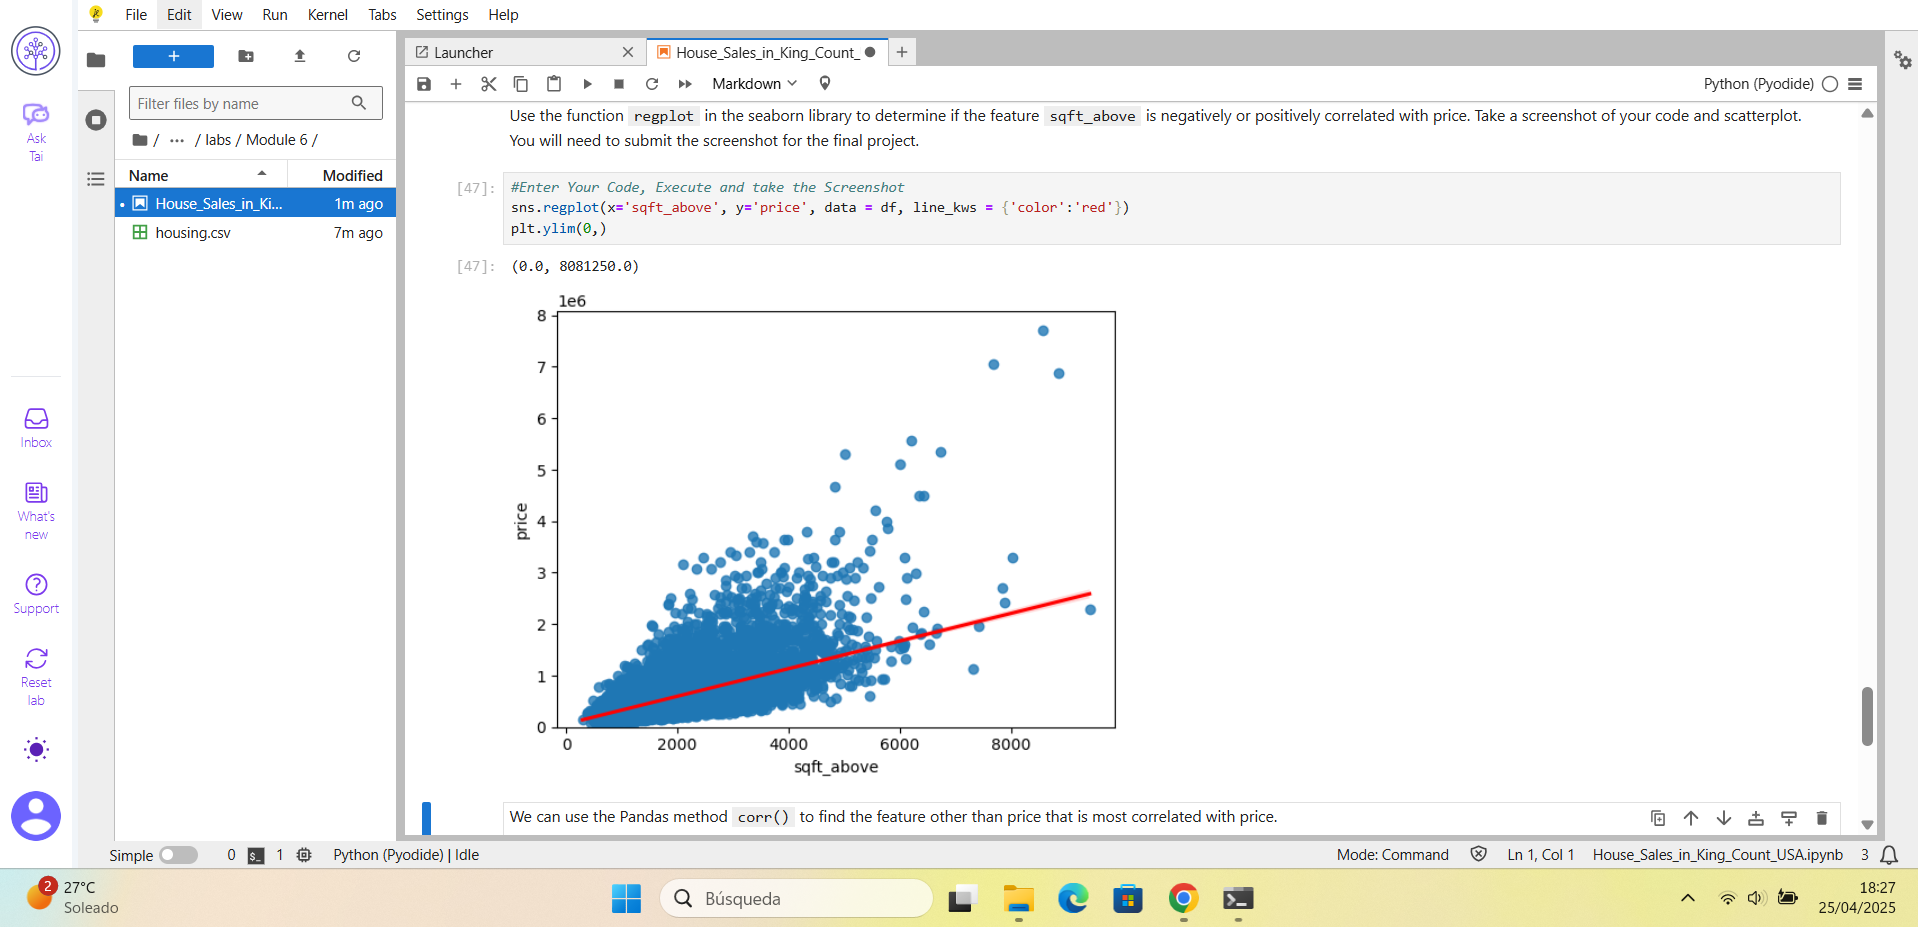 File Edit View Run Kernel Tabs Settings Help
Launcher
House_Sales_in_King_Count_
Markdown
Python (Pyodide)
Filter files by name
/ ... / labs / Module 6 /
Name Modified
House_Sales_in_Ki... 1m ago
housing.csv 7m ago
Ask
Tai
Inbox
What's
new
Support
Reset
lab
Use the function regplot in the seaborn library to determine if the feature sqft_above is negatively or positively correlated with price. Take a screenshot of your code and scatterplot.
You will need to submit the screenshot for the final project.
[47]:
#Enter Your Code, Execute and take the Screenshot
sns.regplot(x='sqft_above', y='price', data = df, line_kws = {'color':'red'})
plt.ylim(0,)
[47]: (0.0, 8081250.0)
1e6
8
7
6
5
4
3
2
1
0
price
0 2000 4000 6000 8000
sqft_above
We can use the Pandas method corr() to find the feature other than price that is most correlated with price.
Simple 0 $_ 1 Python (Pyodide) | Idle
Mode: Command Ln 1, Col 1 House_Sales_in_King_Count_USA.ipynb 3
2
27°C
Soleado
Búsqueda
18:27
25/04/2025